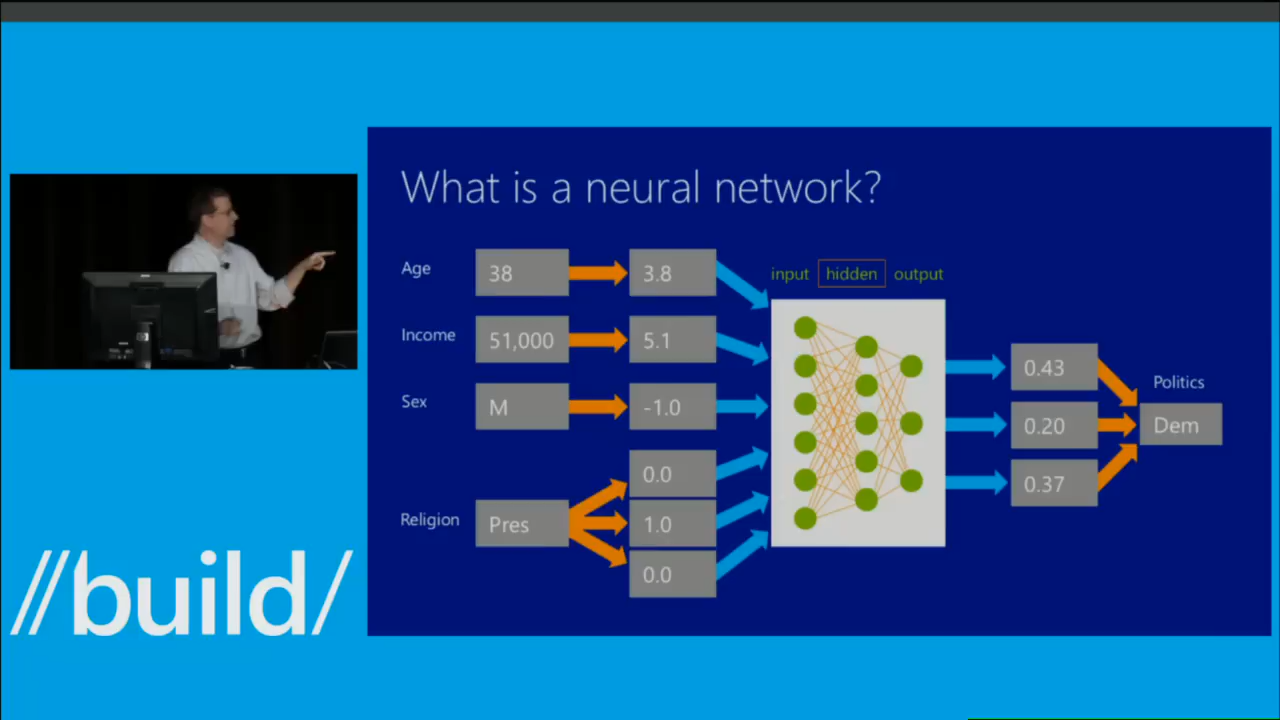 What is a neural network?
Age 38 3.8
input hidden output
Income 51,000 5.1
Sex M -1.0
0.0
Religion Pres 1.0
0.0
0.43
0.20
0.37
Politics
Dem
//build/
hp